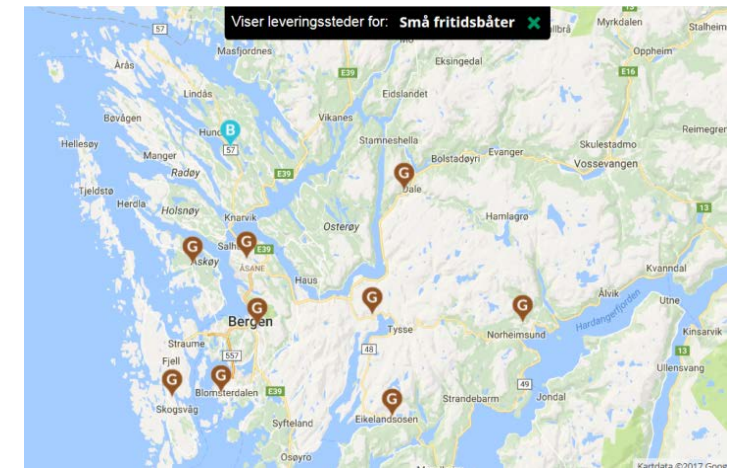 Viser leveringssteder for: Små fritidsbåter ×
57
Myrkdalen
Stalheim
Masfjordnes
Oppheim
Årås
E39
Eksingedal
E16
Lindås
Eidslandet
Bøvågen
Vikanes
Hund
B
57
Stamneshella
Reimegrer
Hellesøy
Manger
Evanger
Skulestadmo
Bolstadøyri
Vossevangen
Radøy
E39
G
Dale
Tjeldstø
Herdla
Holsnøy
13
Knarvik
Osterøy
Hamlagrø
G
Salh
G
E39
Askøy
ÅSANE
Kvanndal
Haus
G
Ålvik
Utne
G
G
Hardangerfjorden
Bergen
Tysse
Norheimsund
Kinsarvik
Straume
48
13
Fjell
557
Ullensvang
G
G
Blomsterdalen
E39
49
G
Strandebarm
Jondal
Skogsvåg
Eikelandsosen
Syfteland
Osøyro
Kartdata ©2017 Goog